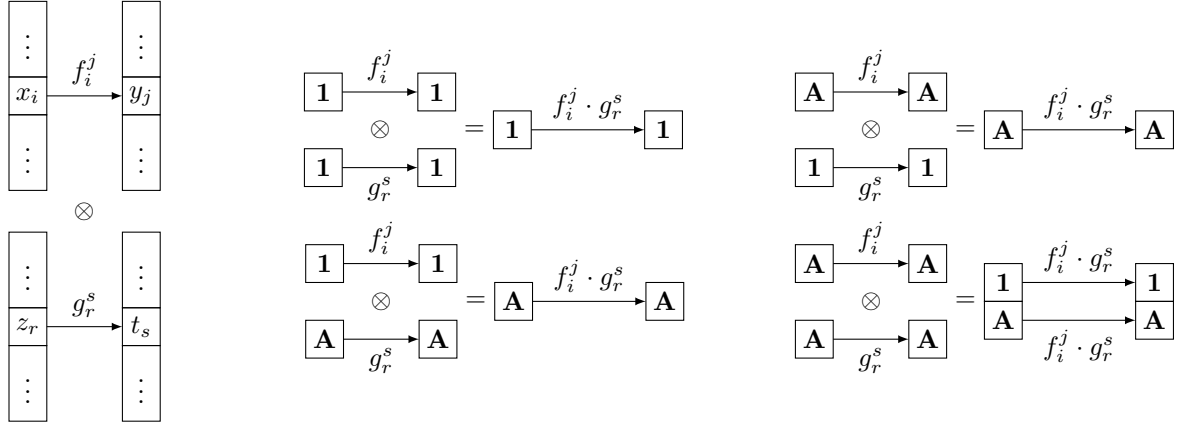 ⋮ ⋮
f_i^j
x_i y_j
⋮ ⋮
⊗
⋮ ⋮
g_r^s
z_r t_s
⋮ ⋮
f_i^j
1 1
⊗ = 1 f_i^j · g_r^s 1
1 1
g_r^s
f_i^j
1 1
⊗ = A f_i^j · g_r^s A
A A
g_r^s
f_i^j
A A
⊗ = A f_i^j · g_r^s A
1 1
g_r^s
f_i^j
A A
f_i^j · g_r^s
1 1
⊗ =
A A
f_i^j · g_r^s
A A
g_r^s